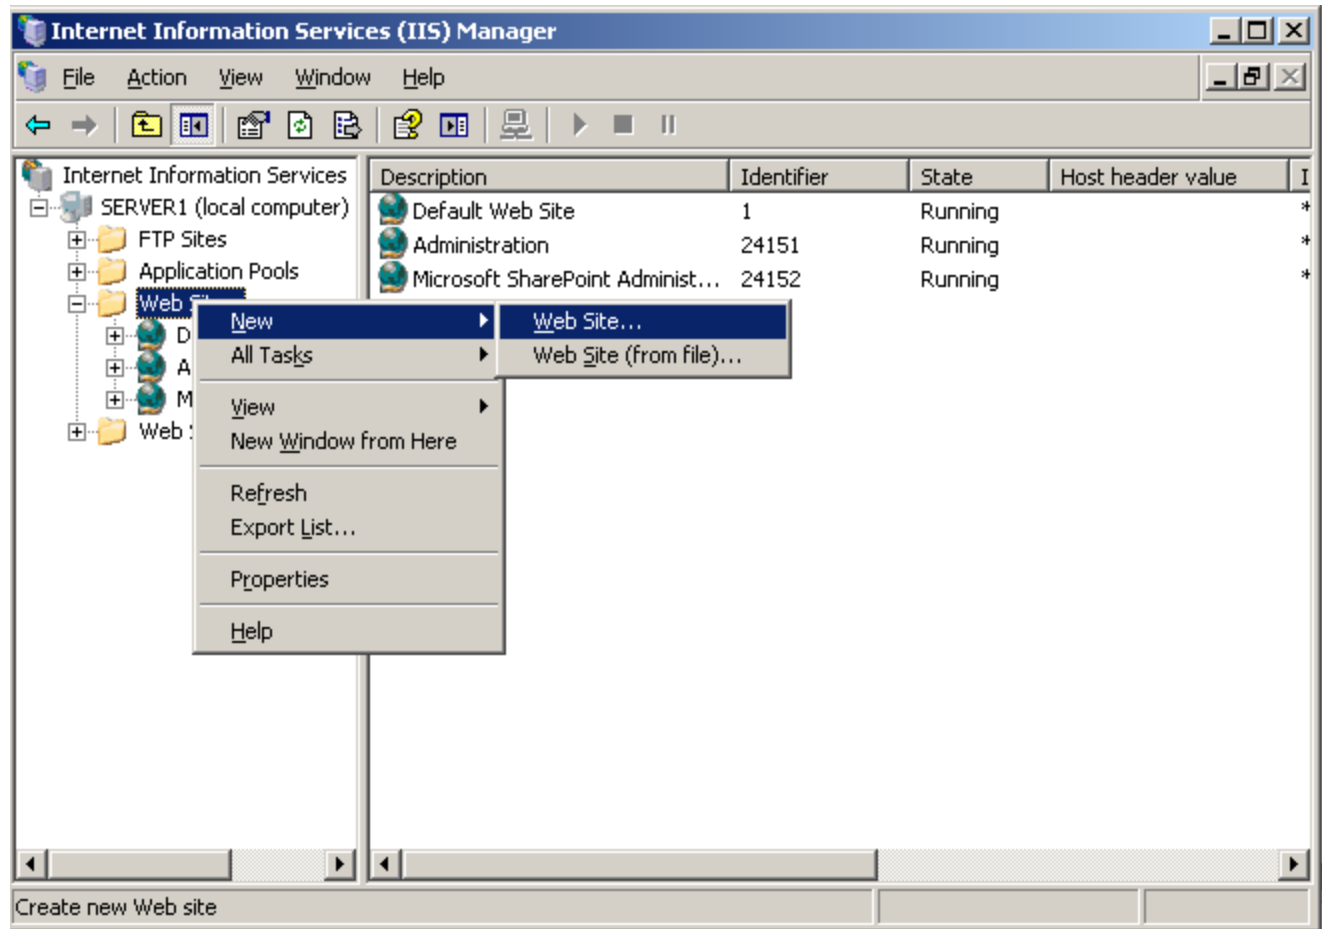 Internet Information Services (IIS) Manager
File Action View Window Help
Internet Information Services
SERVER1 (local computer)
FTP Sites
Application Pools
Web
D
A
M
Web
Description Identifier State Host header value I
Default Web Site 1 Running *
Administration 24151 Running *
Microsoft SharePoint Administ... 24152 Running *
New
All Tasks
View
New Window from Here
Refresh
Export List...
Properties
Help
Web Site...
Web Site (from file)...
Create new Web site